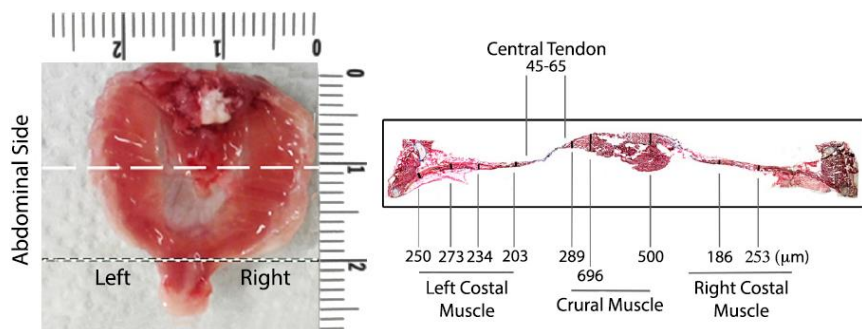 2
1
0
0
1
2
Abdominal Side
Left
Right
Central Tendon
45-65
250 273 234 203 289 500 186 253 (μm)
696
Left Costal
Muscle
Crural Muscle
Right Costal
Muscle